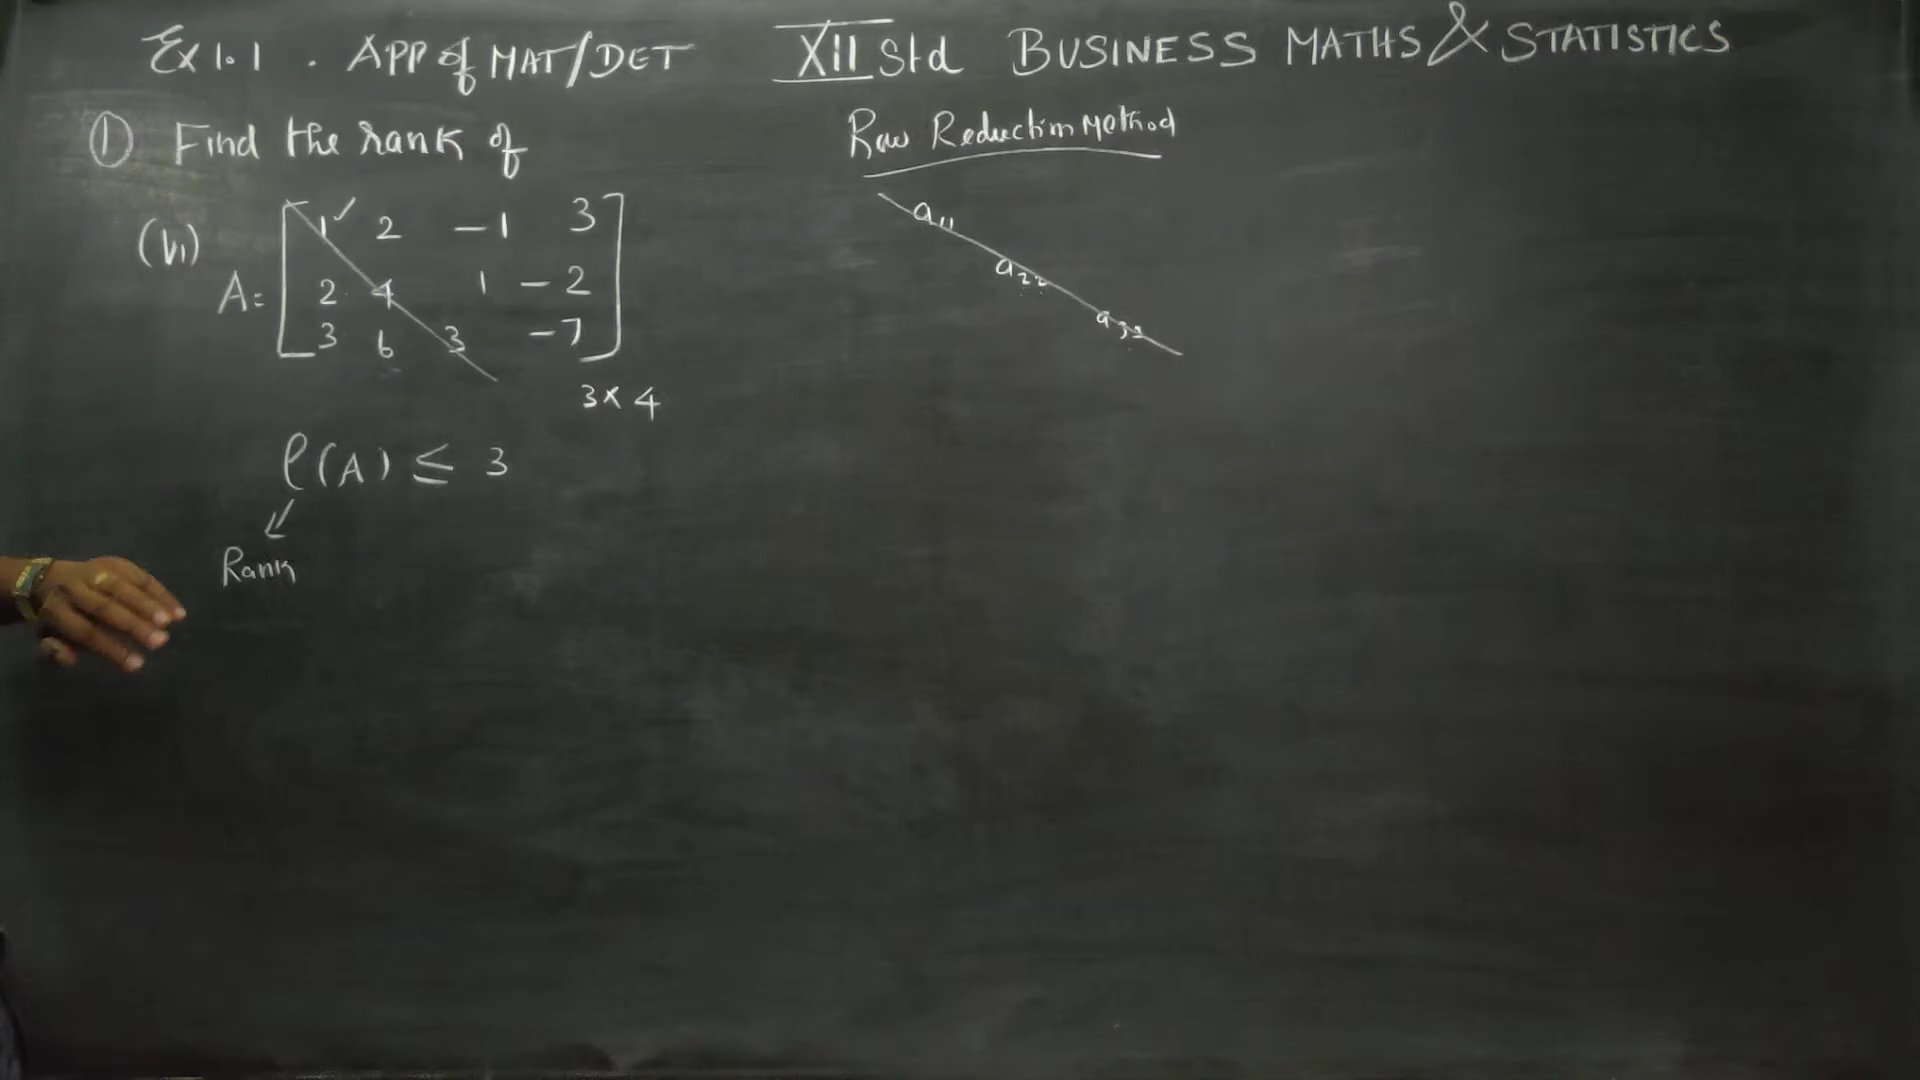 Ex 1.1 . APP of MAT/DET XII Std BUSINESS MATHS & STATISTICS
① Find the rank of
Row Reduction Method
(vi) A = [ 1✓ 2 -1 3
2 4 1 -2
3 6 3 -7 ]
3 × 4
a₁₁
a₂₂
a₃₃
ρ(A) ≤ 3
↙
Rank